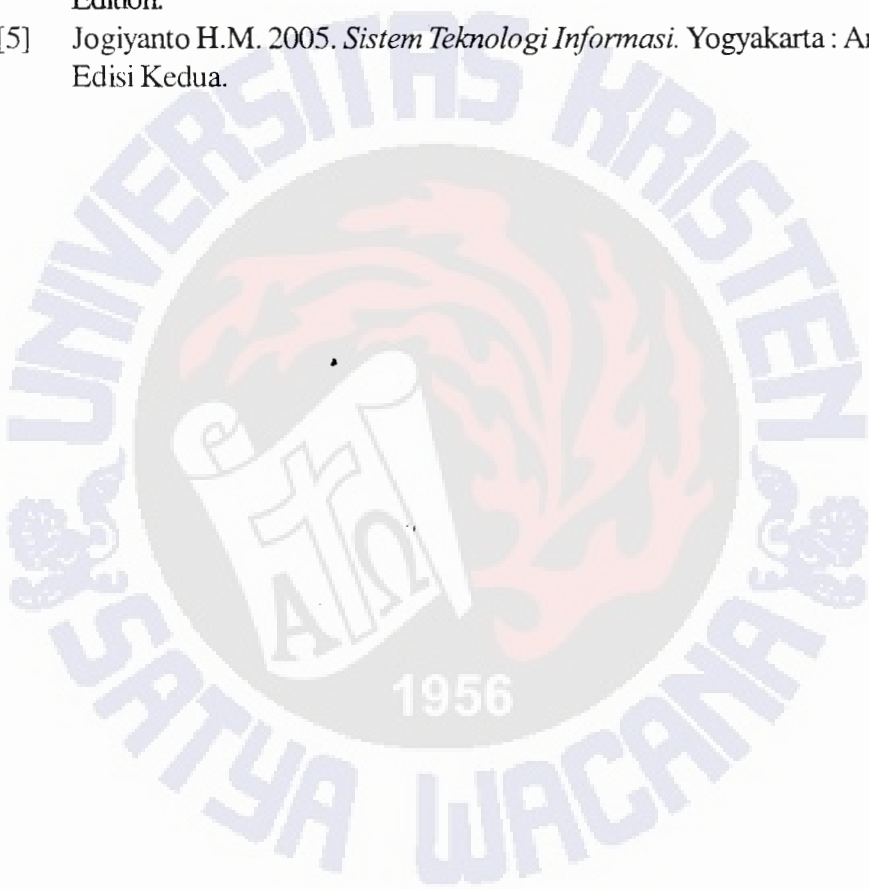 Edition.
[5] Jogiyanto H.M. 2005. Sistem Teknologi Informasi. Yogyakarta :
Edisi Kedua.
UNIVERSITAS KRISTEN
Α Ω
1956
SATYA WACANA